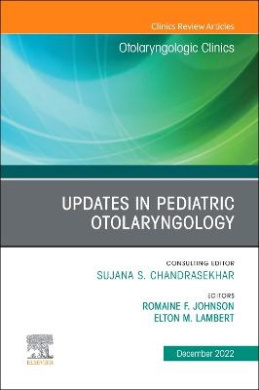 Clinics Review Articles
Otolaryngologic Clinics
UPDATES IN PEDIATRIC
OTOLARYNGOLOGY
CONSULTING EDITOR
SUJANA S. CHANDRASEKHAR
EDITORS
ROMAINE F. JOHNSON
ELTON M. LAMBERT
ELSEVIER
December 2022